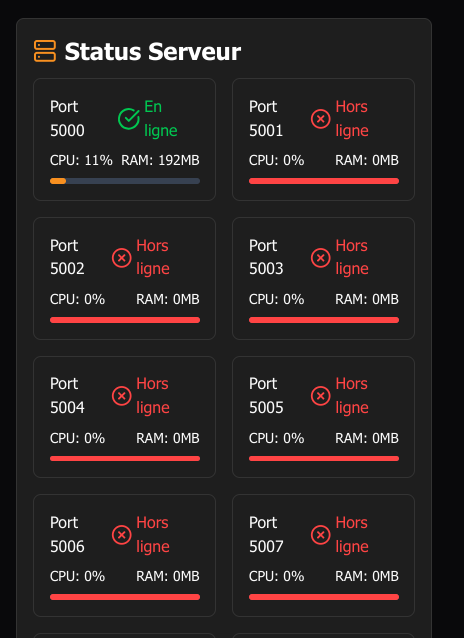 Status Serveur
Port 5000
En ligne
CPU: 11% RAM: 192MB
Port 5001
Hors ligne
CPU: 0% RAM: 0MB
Port 5002
Hors ligne
CPU: 0% RAM: 0MB
Port 5003
Hors ligne
CPU: 0% RAM: 0MB
Port 5004
Hors ligne
CPU: 0% RAM: 0MB
Port 5005
Hors ligne
CPU: 0% RAM: 0MB
Port 5006
Hors ligne
CPU: 0% RAM: 0MB
Port 5007
Hors ligne
CPU: 0% RAM: 0MB